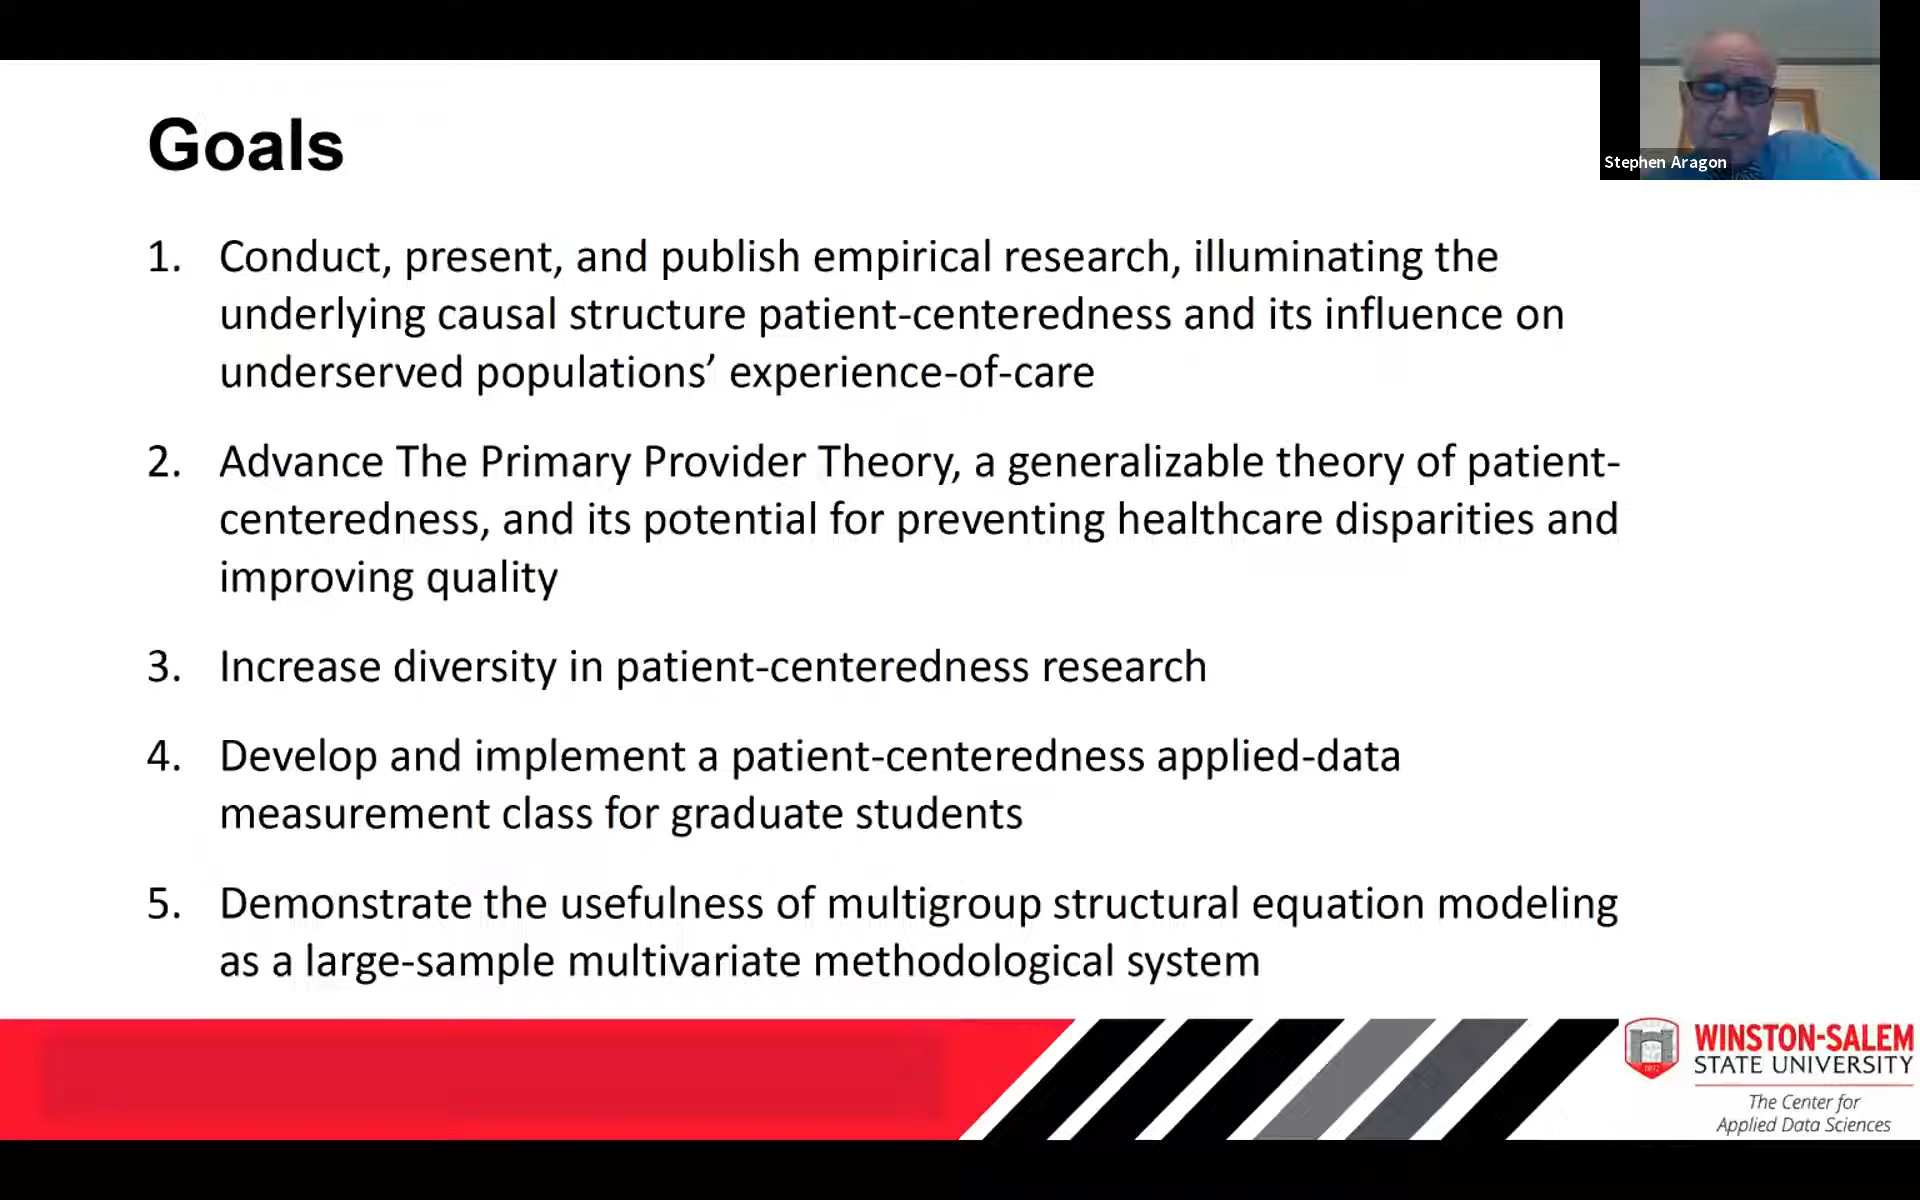 Goals
Stephen Aragon
1. Conduct, present, and publish empirical research, illuminating the
underlying causal structure patient-centeredness and its influence on
underserved populations’ experience-of-care
2. Advance The Primary Provider Theory, a generalizable theory of patient-
centeredness, and its potential for preventing healthcare disparities and
improving quality
3. Increase diversity in patient-centeredness research
4. Develop and implement a patient-centeredness applied-data
measurement class for graduate students
5. Demonstrate the usefulness of multigroup structural equation modeling
as a large-sample multivariate methodological system
WINSTON-SALEM
STATE UNIVERSITY
The Center for
Applied Data Sciences